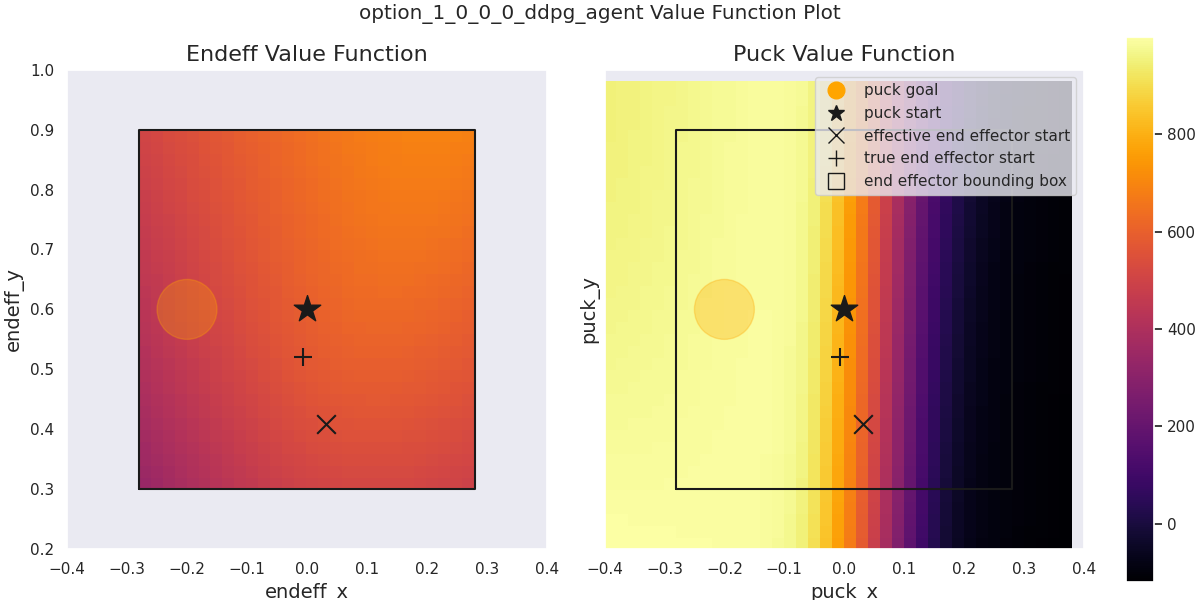 option_1_0_0_0_ddpg_agent Value Function Plot
Endeff Value Function
1.0
0.9
0.8
0.7
0.6
0.5
0.4
0.3
0.2
endeff_y
−0.4 −0.3 −0.2 −0.1 0.0 0.1 0.2 0.3 0.4
endeff_x
Puck Value Function
puck goal
puck start
effective end effector start
true end effector start
end effector bounding box
puck_y
−0.4 −0.3 −0.2 −0.1 0.0 0.1 0.2 0.3 0.4
puck_x
800
600
400
200
0